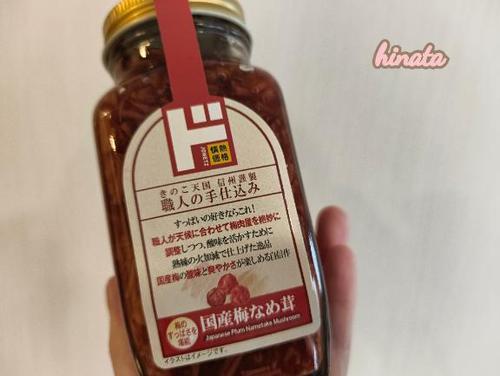 hinata
ド
JONETZ
情熱
価格
きのこ天国 信州謹製
職人の手仕込み
すっぱいの好きならこれ!
職人が天候に合わせて梅肉量を絶妙に
調整しつつ、酸味を活かすために
熟練の火加減で仕上げた逸品
国産梅の酸味と爽やかさが楽しめる自信作
梅の
すっぱさを
堪能
国産梅なめ茸
Japanese Plum Nametake Mushroom
イラストはイメージです。